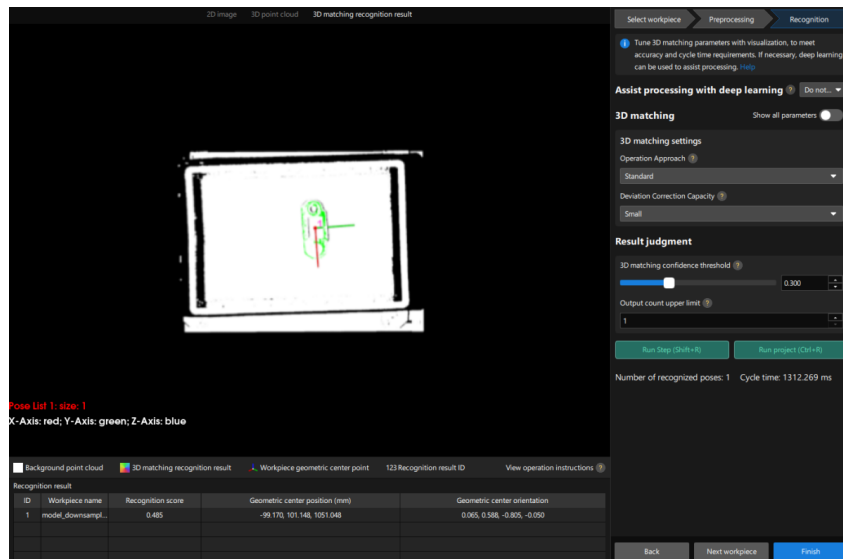 2D image 3D point cloud 3D matching recognition result
Select workpiece Preprocessing Recognition
Tune 3D matching parameters with visualization, to meet
accuracy and cycle time requirements. If necessary, deep learning
can be used to assist processing. Help
Assist processing with deep learning ? Do not...
3D matching Show all parameters
3D matching settings
Operation Approach ?
Standard
Deviation Correction Capacity ?
Small
Result judgment
3D matching confidence threshold ?
0.300
Output count upper limit ?
1
Run Step (Shift+R) Run project (Ctrl+R)
Number of recognized poses: 1 Cycle time: 1312.269 ms
Pose List 1: size: 1
X-Axis: red; Y-Axis: green; Z-Axis: blue
Background point cloud 3D matching recognition result Workpiece geometric center point 123 Recognition result ID View operation instructions ?
Recognition result
ID Workpiece name Recognition score Geometric center position (mm) Geometric center orientation
1 model_downsampl... 0.485 -99.170, 101.148, 1051.048 0.065, 0.588, -0.805, -0.050
Back Next workpiece Finish